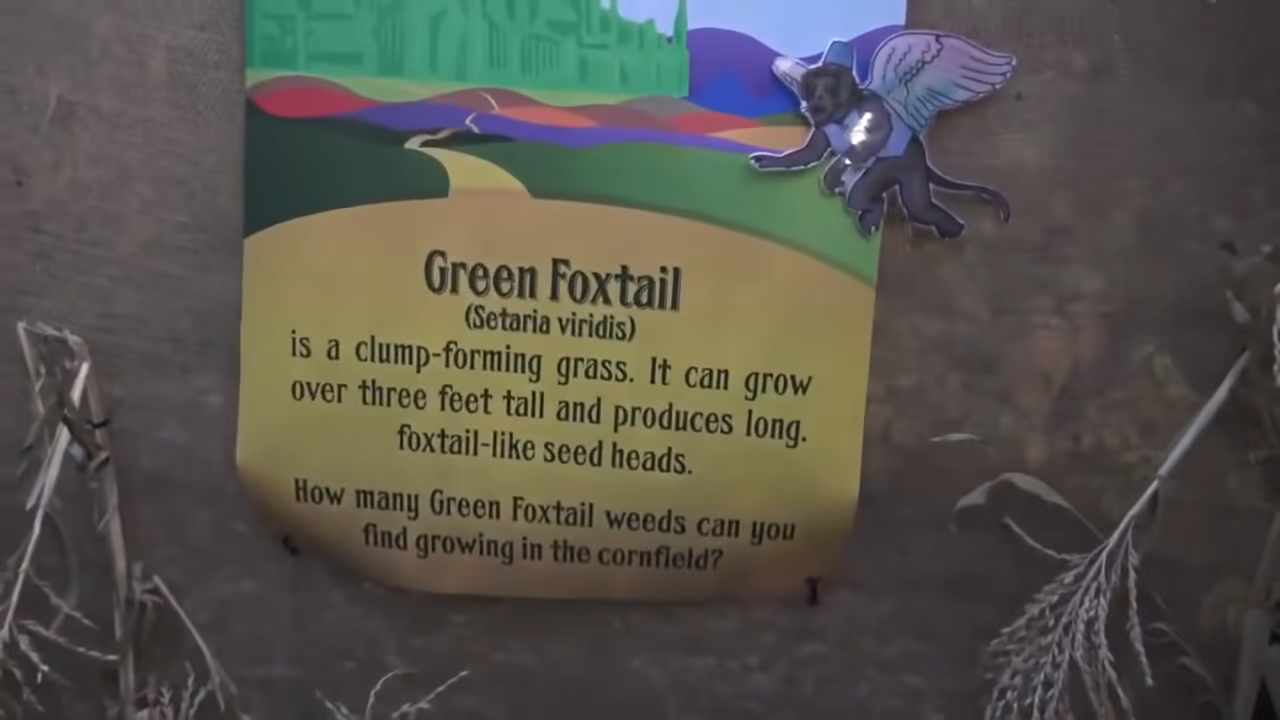 Green Foxtail
(Setaria viridis)
is a clump-forming grass. It can grow
over three feet tall and produces long.
foxtail-like seed heads.
How many Green Foxtail weeds can you
find growing in the cornfield?